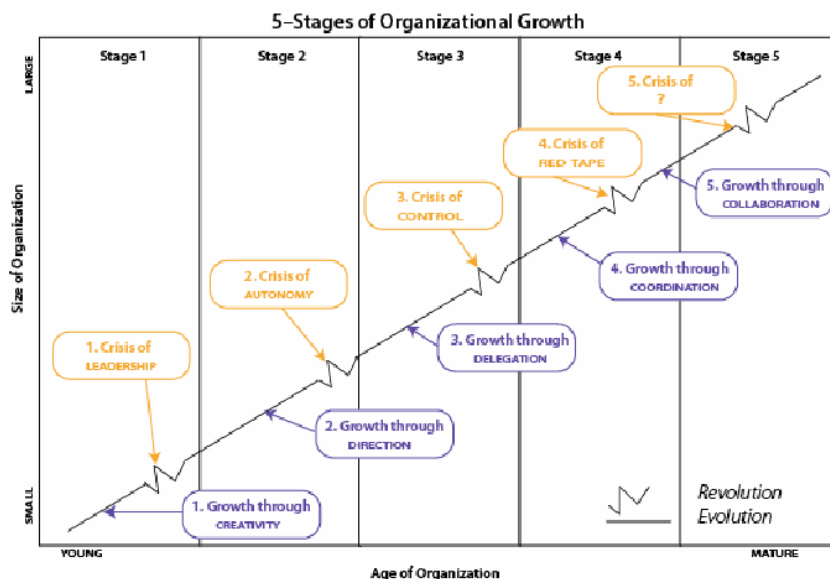 5–Stages of Organizational Growth
Stage 1
Stage 2
Stage 3
Stage 4
Stage 5
LARGE
Size of Organization
SMALL
5. Crisis of
?
4. Crisis of
RED TAPE
3. Crisis of
CONTROL
2. Crisis of
AUTONOMY
1. Crisis of
LEADERSHIP
5. Growth through
COLLABORATION
4. Growth through
COORDINATION
3. Growth through
DELEGATION
2. Growth through
DIRECTION
1. Growth through
CREATIVITY
Revolution
Evolution
YOUNG
MATURE
Age of Organization